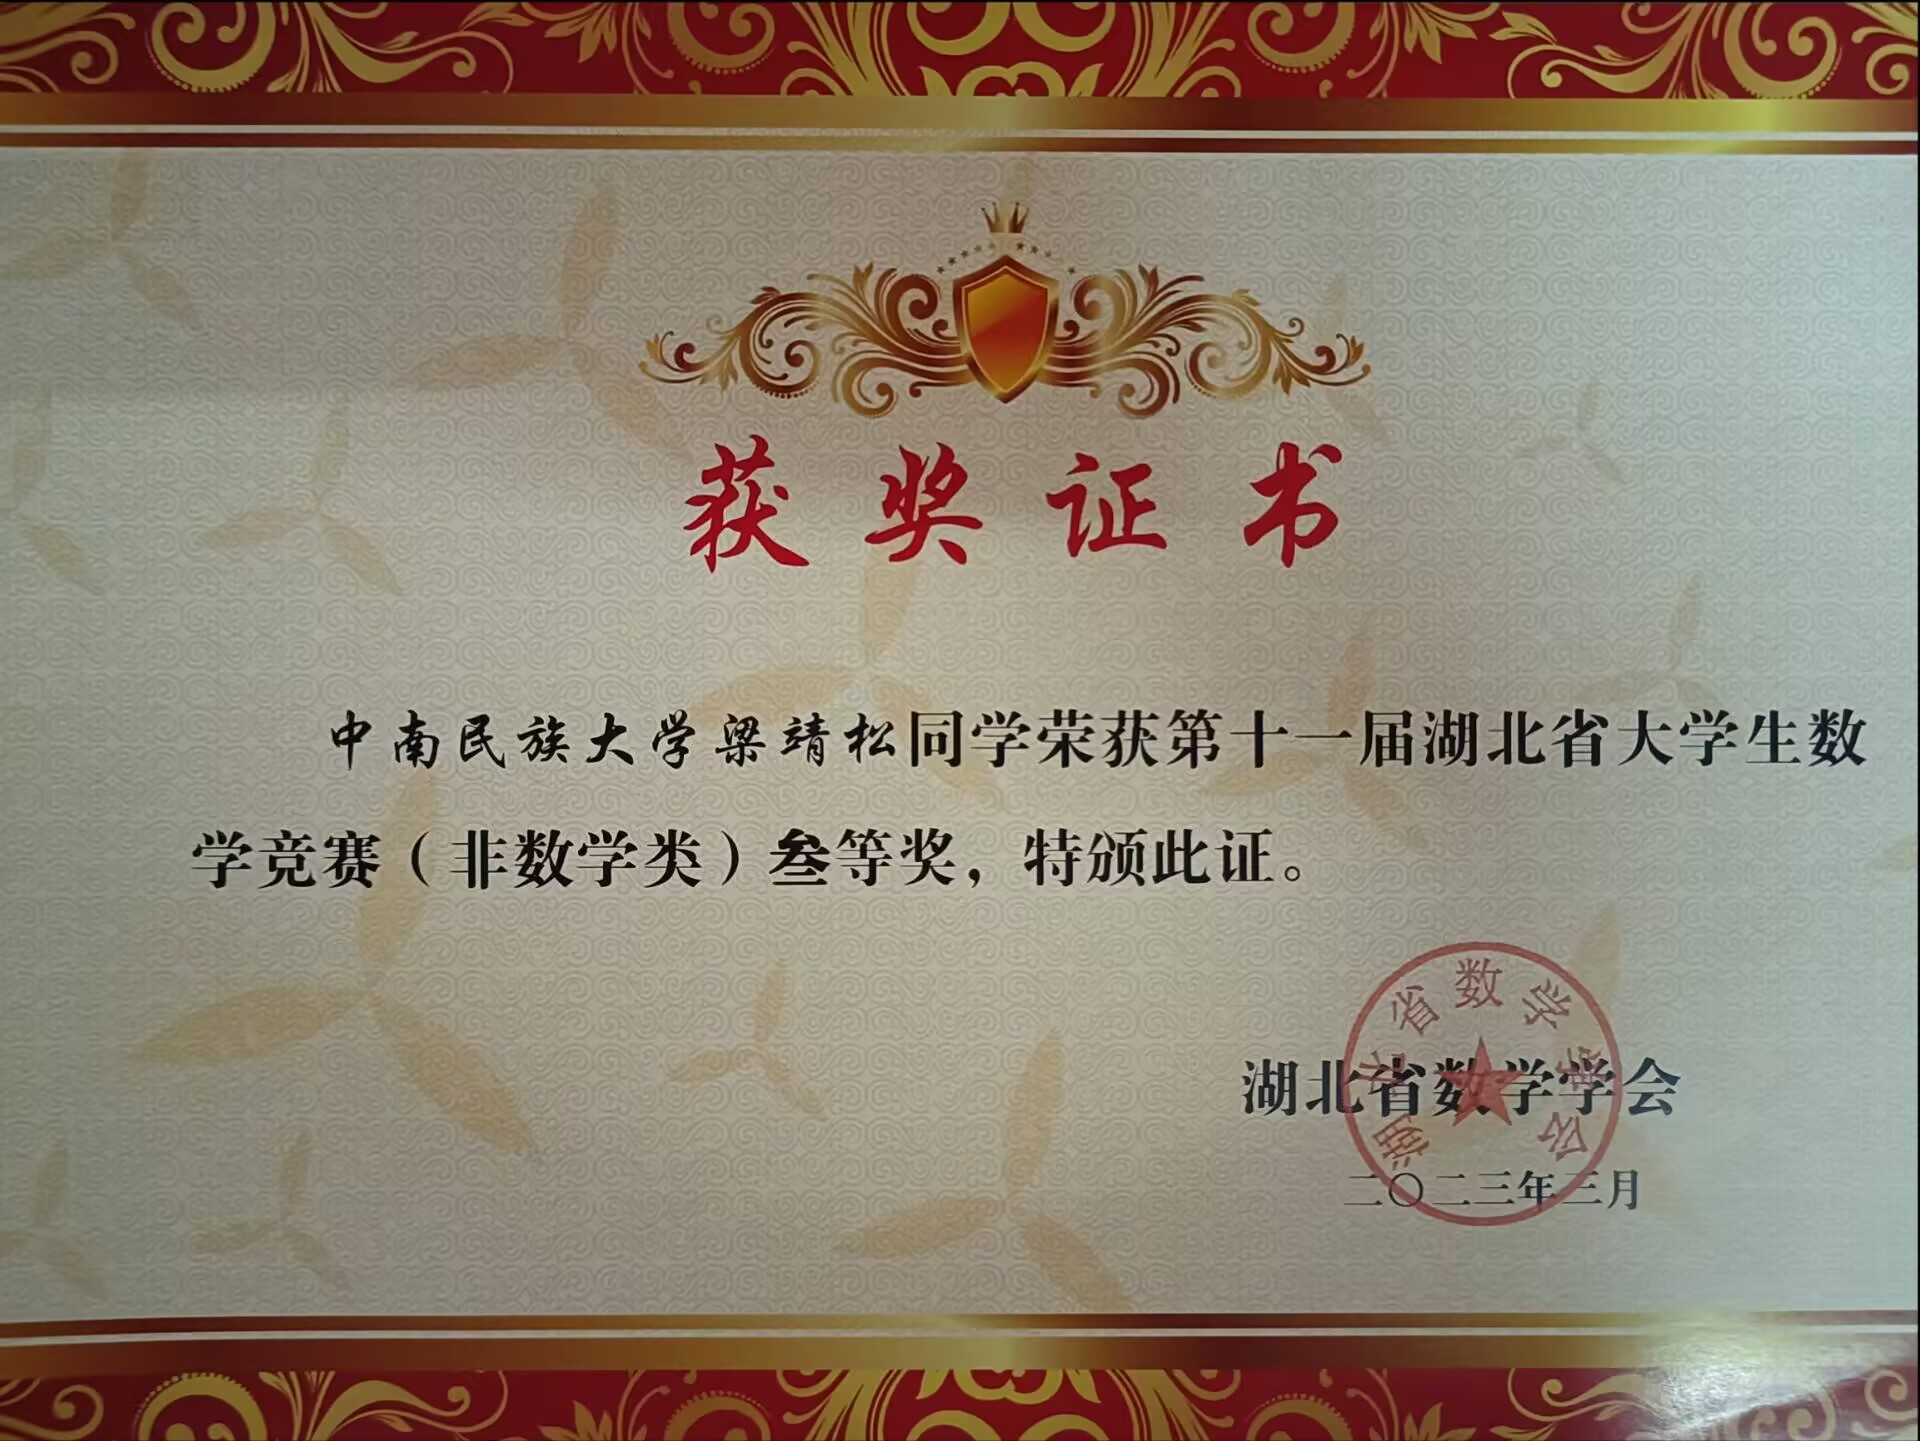 获奖证书
中南民族大学梁靖松同学荣获第十一届湖北省大学生数
学竞赛（非数学类）叁等奖，特颁此证。
湖北省数学学会
湖北省数学学会
二〇二三年三月